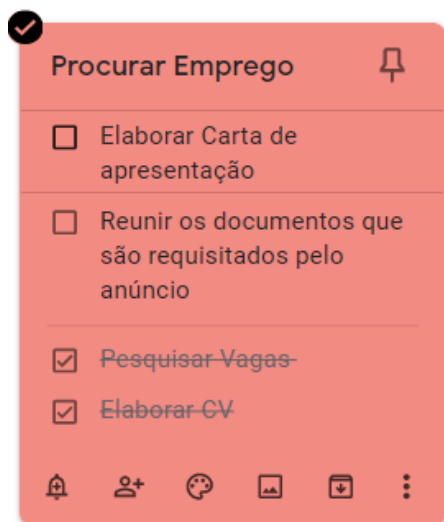 Procurar Emprego
Elaborar Carta de
apresentação
Reunir os documentos que
são requisitados pelo
anúncio
Pesquisar Vagas
Elaborar CV